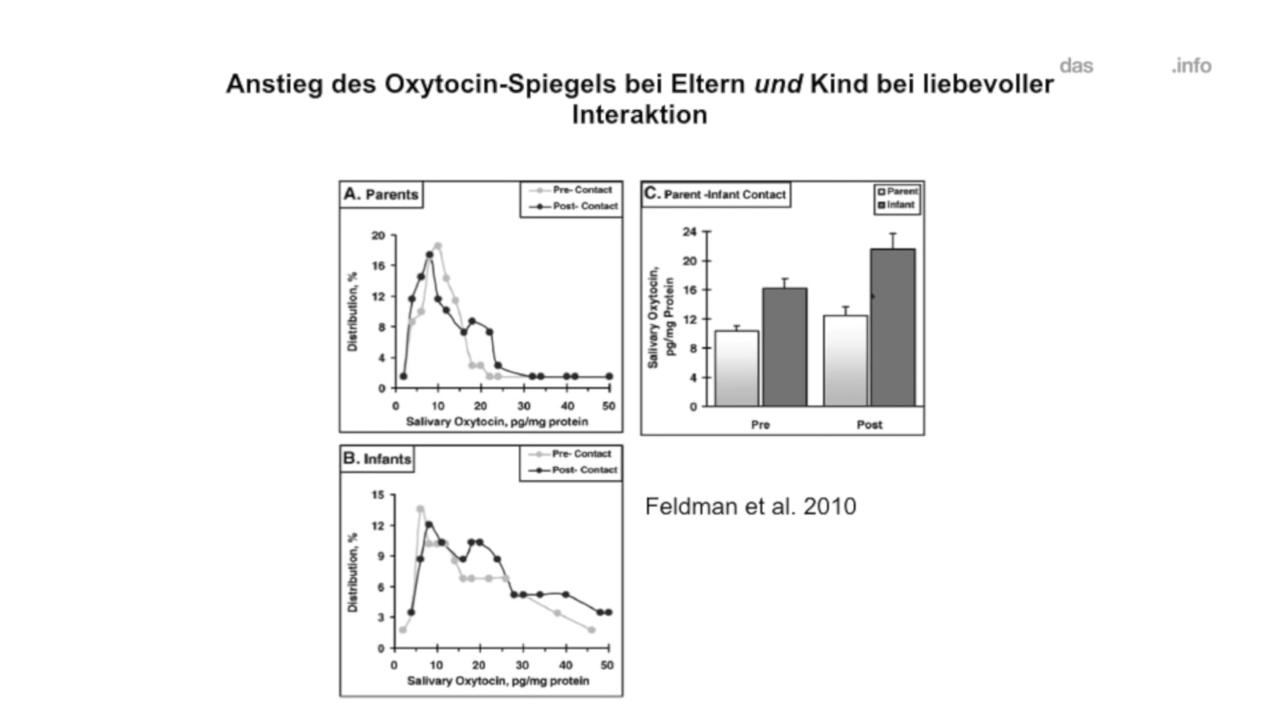 das .info
Anstieg des Oxytocin-Spiegels bei Eltern und Kind bei liebevoller
Interaktion
A. Parents
Pre- Contact
Post- Contact
20
16
12
8
4
0
Distribution, %
0 10 20 30 40 50
Salivary Oxytocin, pg/mg protein
C. Parent -Infant Contact
Parent
Infant
24
20
16
12
8
4
0
Salivary Oxytocin,
pg/mg Protein
Pre Post
B. Infants
Pre- Contact
Post- Contact
15
12
9
6
3
0
Distribution, %
0 10 20 30 40 50
Salivary Oxytocin, pg/mg protein
Feldman et al. 2010